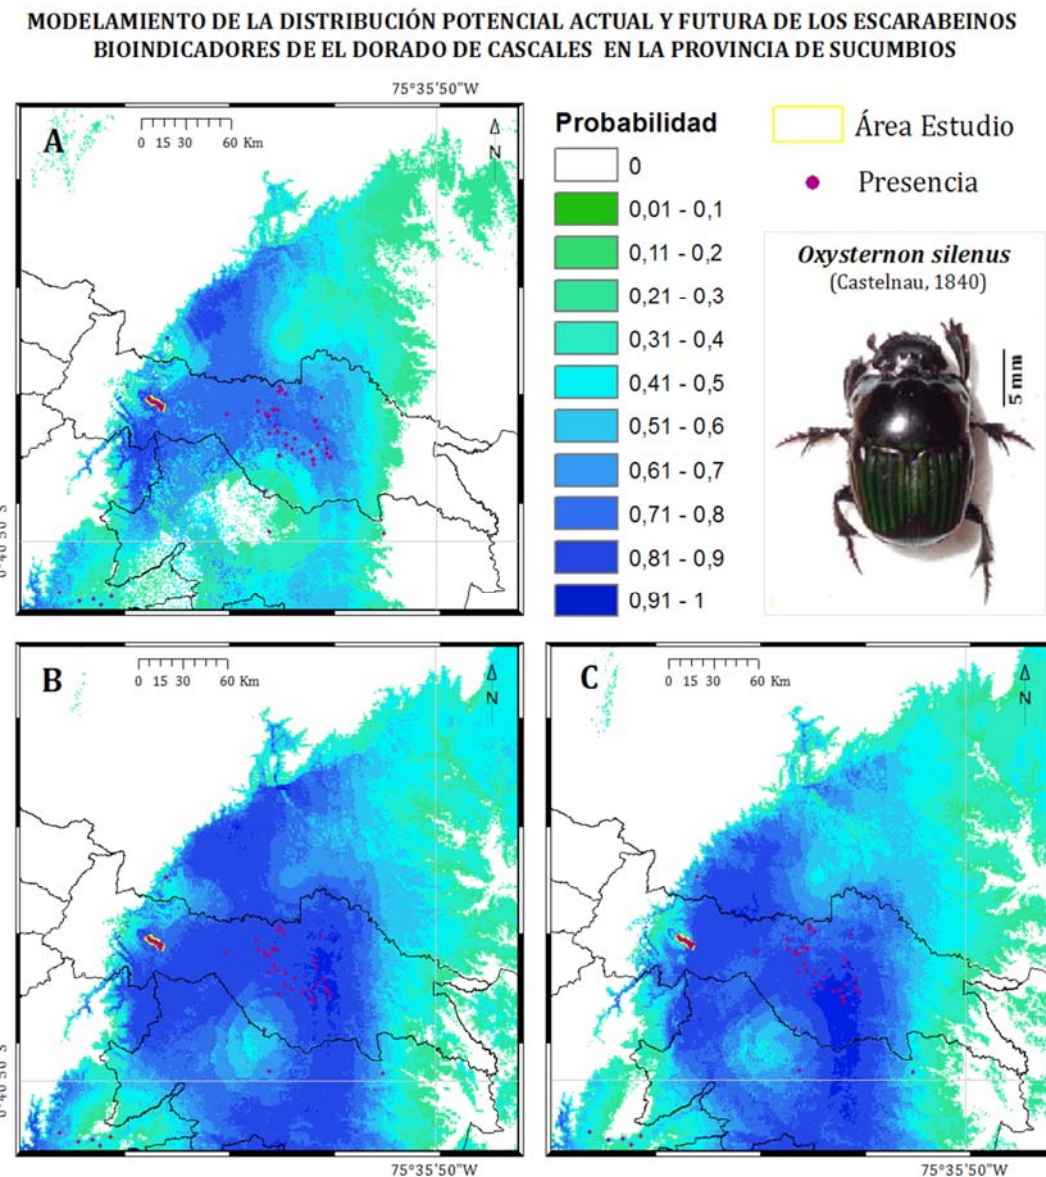 MODELAMIENTO DE LA DISTRIBUCIÓN POTENCIAL ACTUAL Y FUTURA DE LOS ESCARABEINOS
BIOINDICADORES DE EL DORADO DE CASCALES EN LA PROVINCIA DE SUCUMBIOS
75°35'50"W
A
0 15 30 60 Km
N
Probabilidad
0
0,01 - 0,1
0,11 - 0,2
0,21 - 0,3
0,31 - 0,4
0,41 - 0,5
0,51 - 0,6
0,61 - 0,7
0,71 - 0,8
0,81 - 0,9
0,91 - 1
Área Estudio
Presencia
Oxysternon silenus
(Castelnau, 1840)
5 mm
B
0 15 30 60 Km
N
75°35'50"W
C
0 15 30 60 Km
N
75°35'50"W